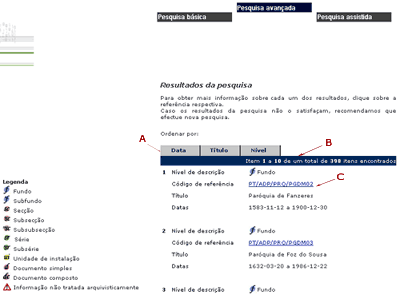 Pesquisa básica
Pesquisa avançada
Pesquisa assistida
Resultados da pesquisa
Para obter mais informação sobre cada um dos resultados, clique sobre a
referência respectiva.
Caso os resultados da pesquisa não o satisfaçam, recomendamos que
efectue nova pesquisa.
Ordenar por:
A
B
Data Título Nível
Item 1 a 10 de um total de 398 itens encontrados
1 Nível de descrição Fundo
C
Código de referência PT/ADP/PRQ/PGDM02
Título Paróquia de Fanzeres
Datas 1583-11-12 a 1900-12-30
2 Nível de descrição Fundo
Código de referência PT/ADP/PRQ/PGDM03
Título Paróquia de Foz do Sousa
Datas 1632-03-20 a 1906-12-22
3 Nível de descrição Fundo
Legenda
Fundo
Subfundo
Secção
Subsecção
Subsubsecção
Série
Subsérie
Unidade de instalação
Documento simples
Documento composto
Informação não tratada arquivisticamente